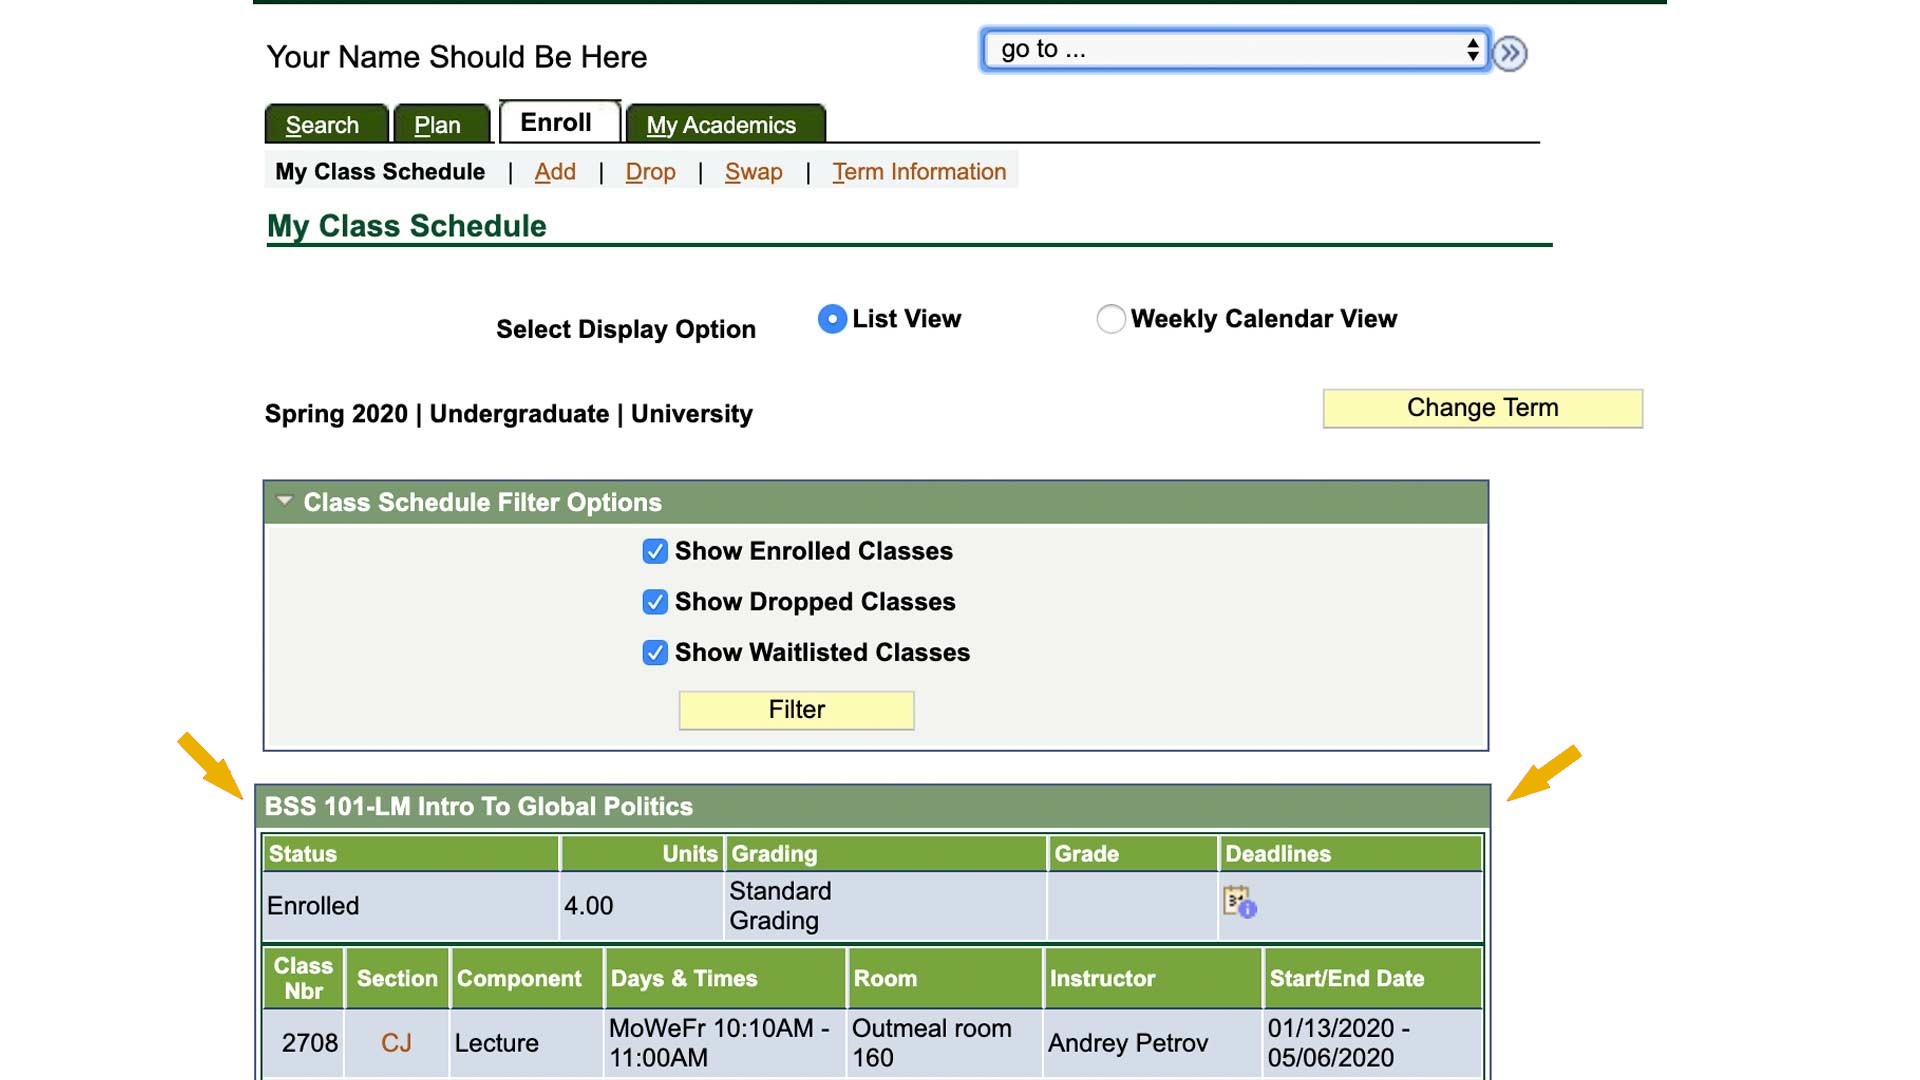 Your Name Should Be Here
go to ...
Search Plan Enroll My Academics
My Class Schedule | Add | Drop | Swap | Term Information
My Class Schedule
Select Display Option List View Weekly Calendar View
Spring 2020 | Undergraduate | University Change Term
Class Schedule Filter Options
Show Enrolled Classes
Show Dropped Classes
Show Waitlisted Classes
Filter
BSS 101-LM Intro To Global Politics
Status Units Grading Grade Deadlines
Enrolled 4.00 Standard
Grading
Class
Nbr Section Component Days & Times Room Instructor Start/End Date
2708 CJ Lecture MoWeFr 10:10AM -
11:00AM Outmeal room
160 Andrey Petrov 01/13/2020 -
05/06/2020